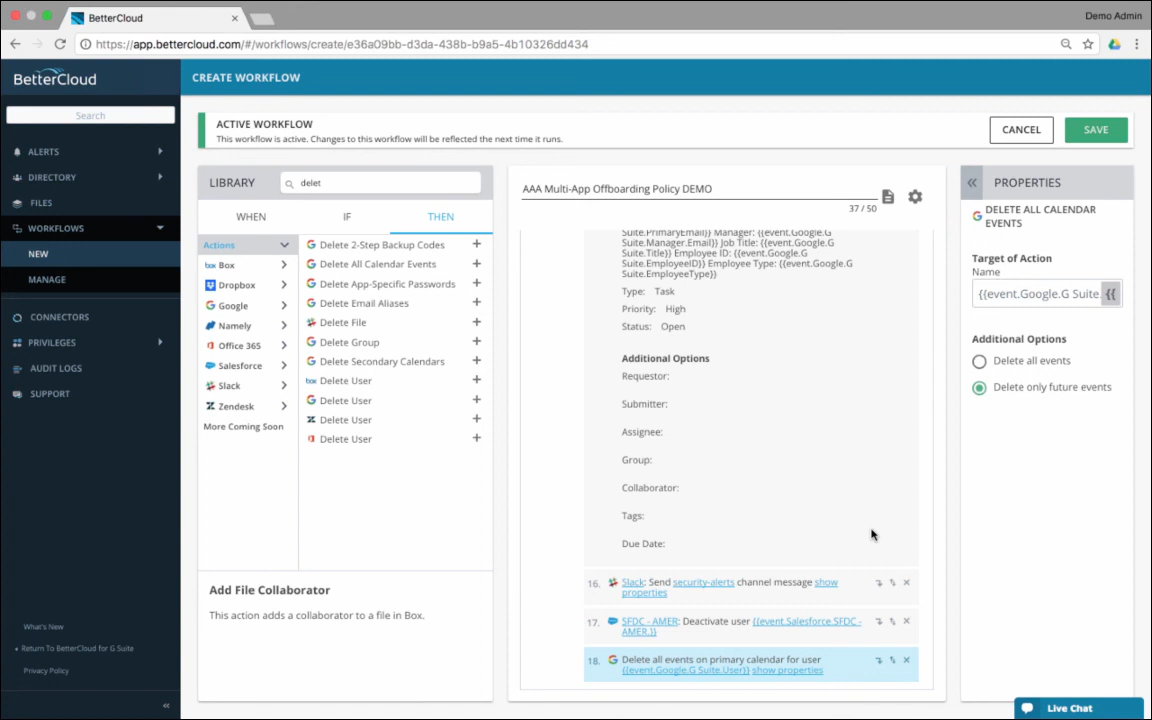 BetterCloud
Demo Admin
https://app.bettercloud.com/#/workflows/create/e36a09bb-d3da-438b-b9a5-4b10326dd434
BetterCloud
CREATE WORKFLOW
Search
ALERTS
DIRECTORY
FILES
WORKFLOWS
NEW
MANAGE
CONNECTORS
PRIVILEGES
AUDIT LOGS
SUPPORT
What's New
Return To BetterCloud for G Suite
Privacy Policy
ACTIVE WORKFLOW
This workflow is active. Changes to this workflow will be reflected the next time it runs.
CANCEL
SAVE
LIBRARY
delet
WHEN
IF
THEN
Actions
Box
Dropbox
Google
Namely
Office 365
Salesforce
Slack
Zendesk
More Coming Soon
Delete 2-Step Backup Codes
Delete All Calendar Events
Delete App-Specific Passwords
Delete Email Aliases
Delete File
Delete Group
Delete Secondary Calendars
Delete User
Delete User
Delete User
Delete User
Add File Collaborator
This action adds a collaborator to a file in Box.
AAA Multi-App Offboarding Policy DEMO
37 / 50
Suite.PrimaryEmail}} Manager: {{event.Google.G
Suite.Manager.Email}} Job Title: {{event.Google.G
Suite.Title}} Employee ID: {{event.Google.G
Suite.EmployeeID}} Employee Type: {{event.Google.G
Suite.EmployeeType}}
Type: Task
Priority: High
Status: Open
Additional Options
Requestor:
Submitter:
Assignee:
Group:
Collaborator:
Tags:
Due Date:
16. Slack: Send security-alerts channel message show
properties
17. SFDC - AMER: Deactivate user {{event.Salesforce.SFDC -
AMER.}}
18. Delete all events on primary calendar for user
{{event.Google.G Suite.User}} show properties
PROPERTIES
DELETE ALL CALENDAR
EVENTS
Target of Action
Name
{{event.Google.G Suite. {{
Additional Options
Delete all events
Delete only future events
Live Chat